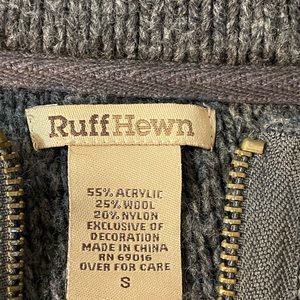 RuffHewn
55% ACRYLIC
25% WOOL
20% NYLON
EXCLUSIVE OF
DECORATION
MADE IN CHINA
RN 69016
OVER FOR CARE
S